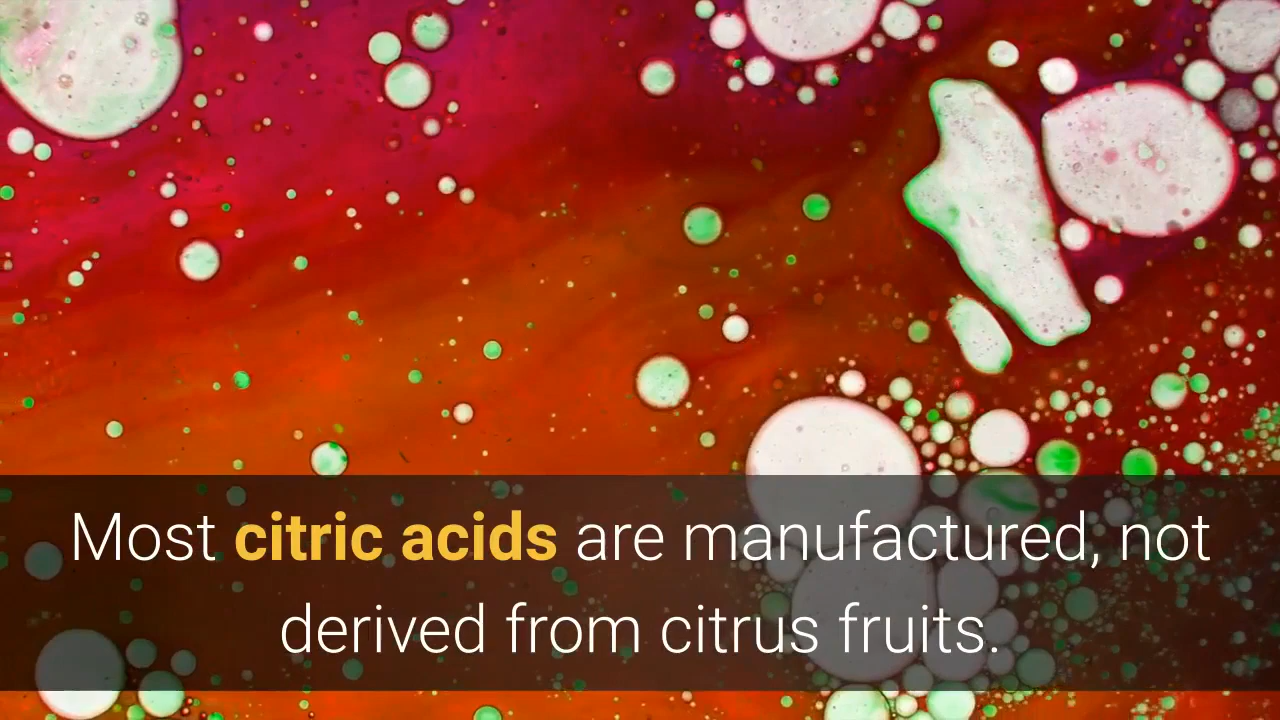 Most citric acids are manufactured, not
derived from citrus fruits.